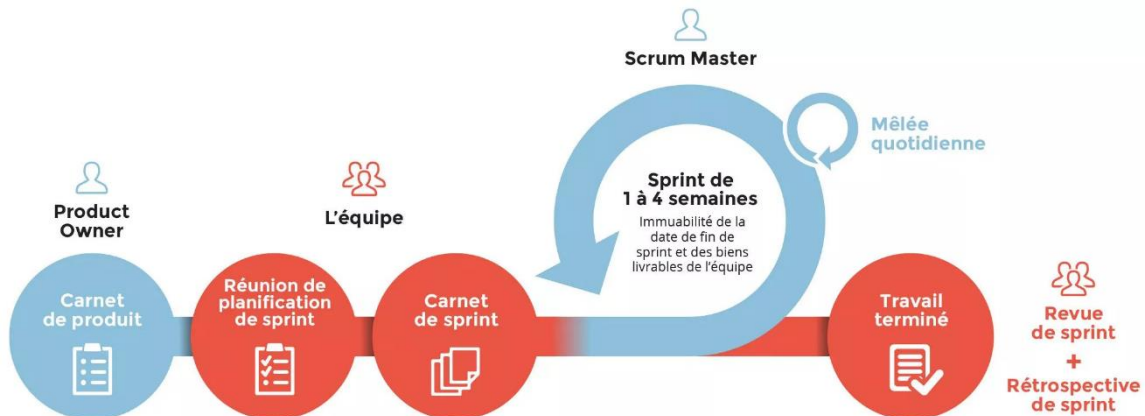 Scrum Master
Mêlée
quotidienne
Product
Owner
L'équipe
Sprint de
1 à 4 semaines
Immuabilité de la
date de fin de
sprint et des biens
livrables de l'équipe
Carnet
de produit
Réunion de
planification
de sprint
Carnet
de sprint
Travail
terminé
Revue
de sprint
+
Rétrospective
de sprint